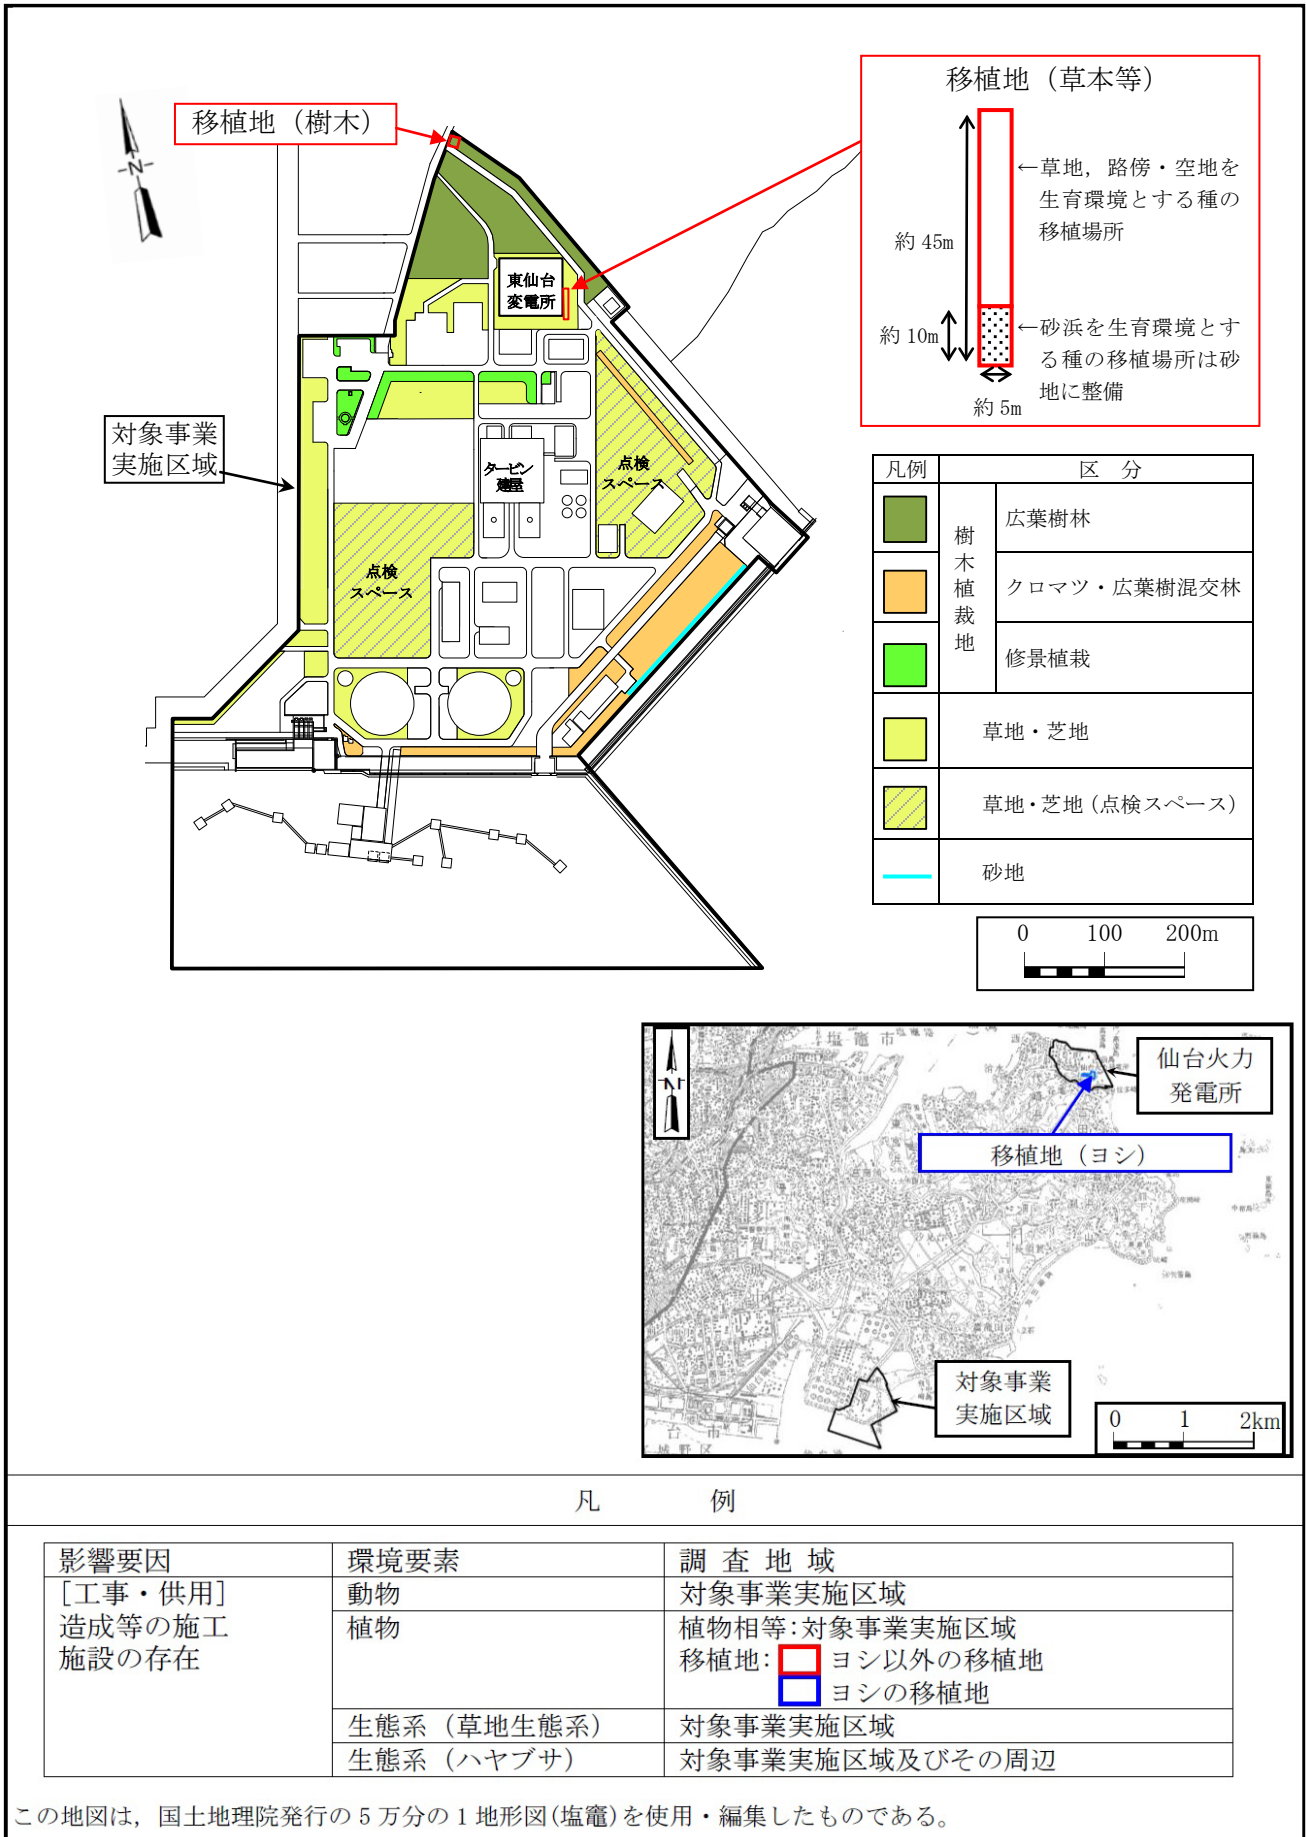 移植地（草本等）
移植地（樹木）
N
←草地，路傍・空地を
生育環境とする種の
移植場所
約 45m
約 10m
←砂浜を生育環境とす
る種の移植場所は砂
地に整備
約 5m
東仙台
変電所
対象事業
実施区域
タービン
建屋
点検
スペース
点検
スペース
凡例
区 分
樹木植栽地
広葉樹林
クロマツ・広葉樹混交林
修景植栽
草地・芝地
草地・芝地（点検スペース）
砂地
0 100 200m
N
塩竈市
仙台火力
発電所
移植地（ヨシ）
対象事業
実施区域
0 1 2km
凡 例
影響要因 環境要素 調 査 地 域
［工事・供用］ 動物 対象事業実施区域
造成等の施工 植物 植物相等：対象事業実施区域
施設の存在 移植地： ヨシ以外の移植地
ヨシの移植地
生態系（草地生態系） 対象事業実施区域
生態系（ハヤブサ） 対象事業実施区域及びその周辺
この地図は，国土地理院発行の 5 万分の 1 地形図(塩竈)を使用・編集したものである。